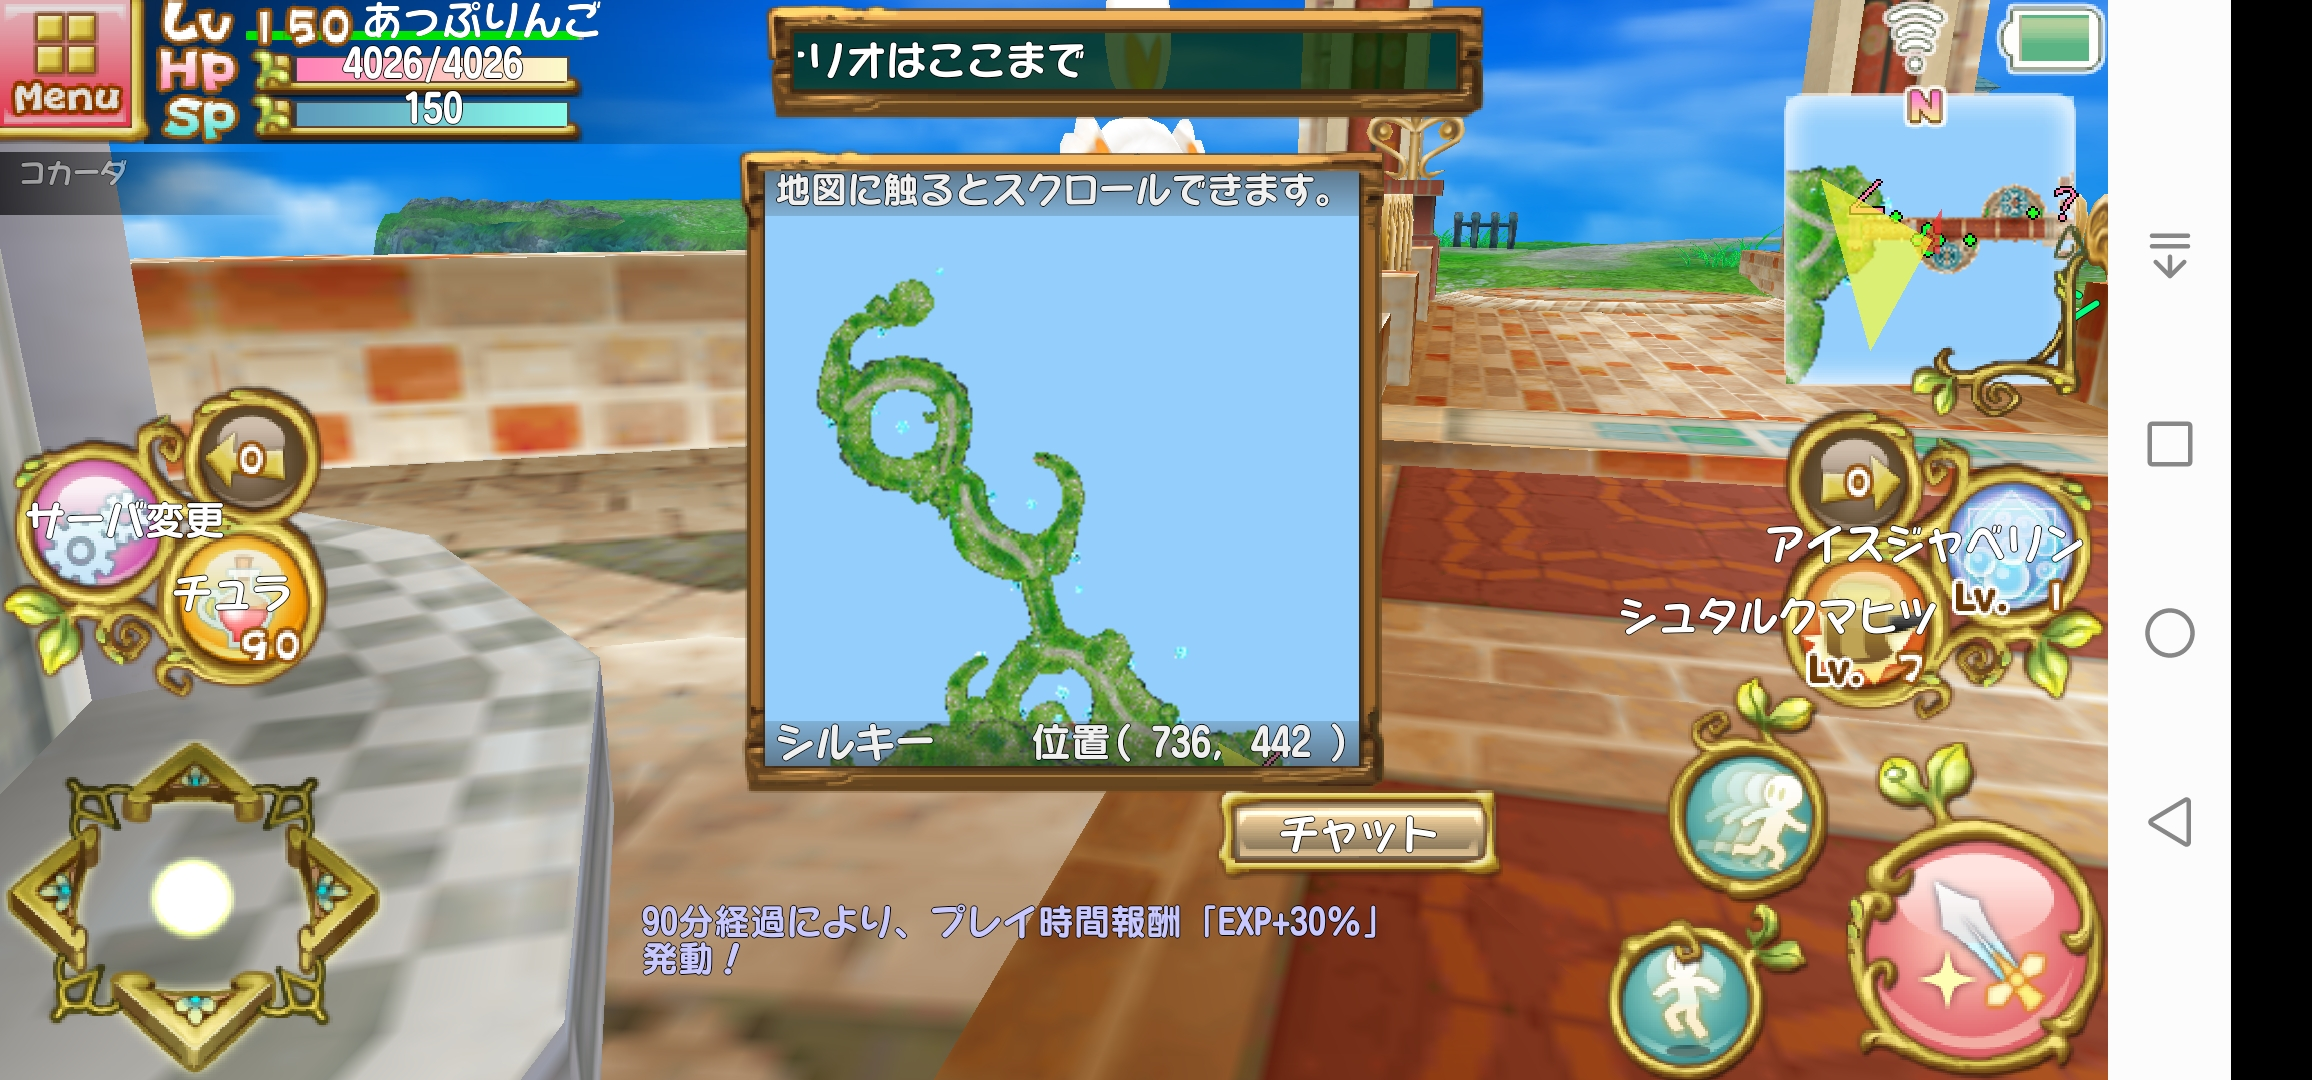 Menu
Lv 150 あっぷりんご
Hp 4026/4026
Sp 150
コカーダ
リオはここまで
N
地図に触るとスクロールできます。
シルキー 位置( 736, 442 )
0
サーバ変更
チュラ
90
0
アイスジャベリン
Lv. 1
シュタルクマヒツ
Lv. 7
チャット
90分経過により、プレイ時間報酬「EXP+30%」
発動！